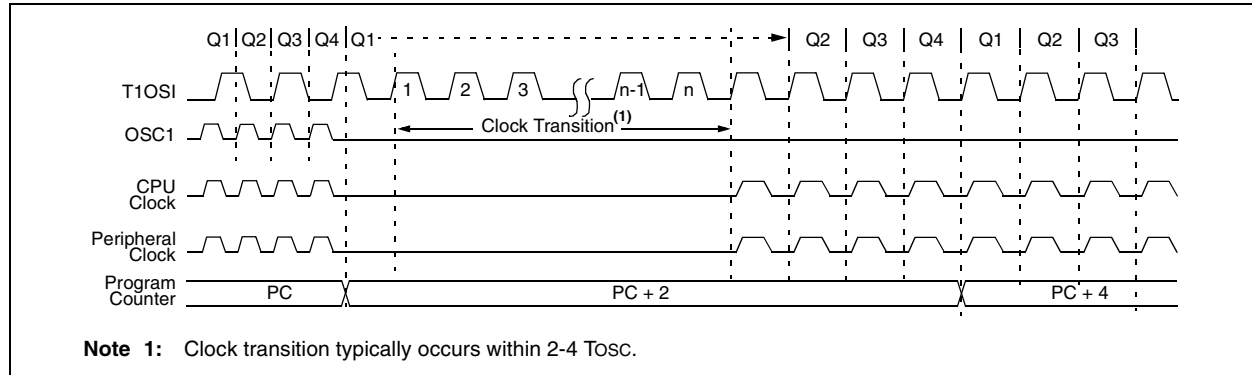 Q1 Q2 Q3 Q4 Q1 Q2 Q3 Q4 Q1 Q2 Q3
T1OSI 1 2 3 n-1 n
Clock Transition(1)
OSC1
CPU
Clock
Peripheral
Clock
Program
Counter PC PC + 2 PC + 4
Note 1: Clock transition typically occurs within 2-4 TOSC.